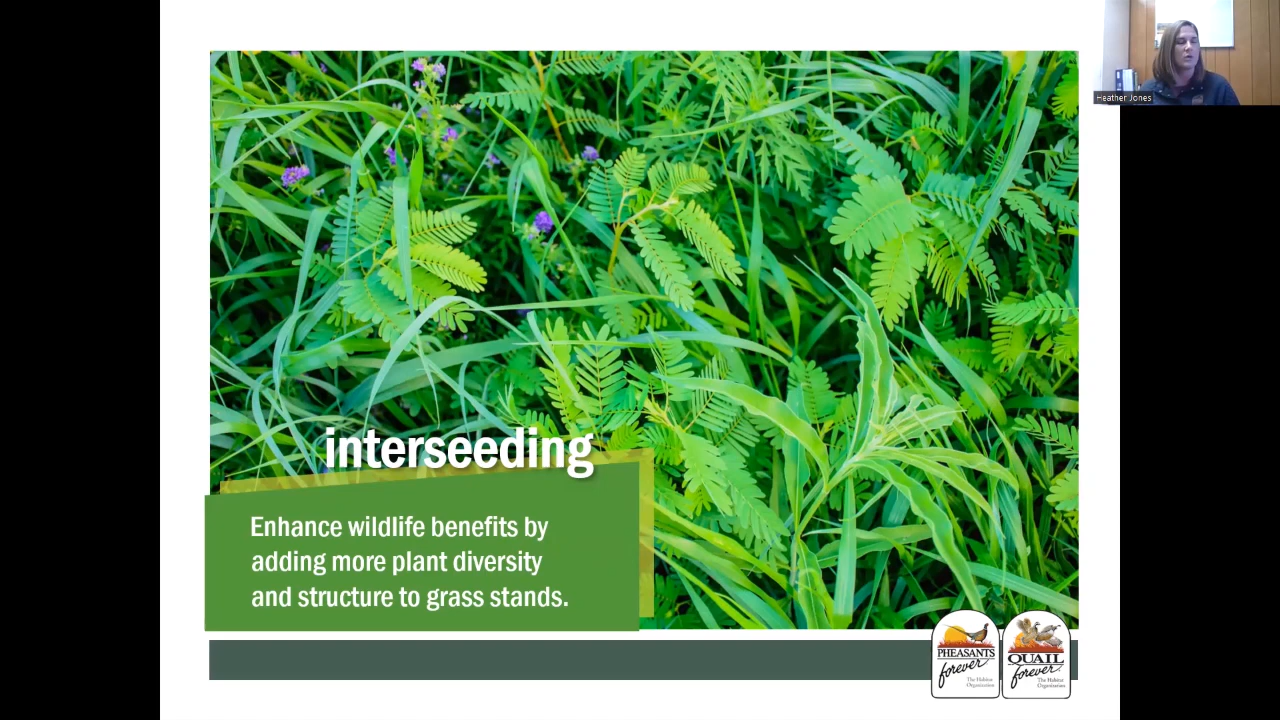 Heather Jones
interseeding
Enhance wildlife benefits by
adding more plant diversity
and structure to grass stands.
PHEASANTS
forever
The Habitat
Organization
QUAIL
forever
The Habitat
Organization